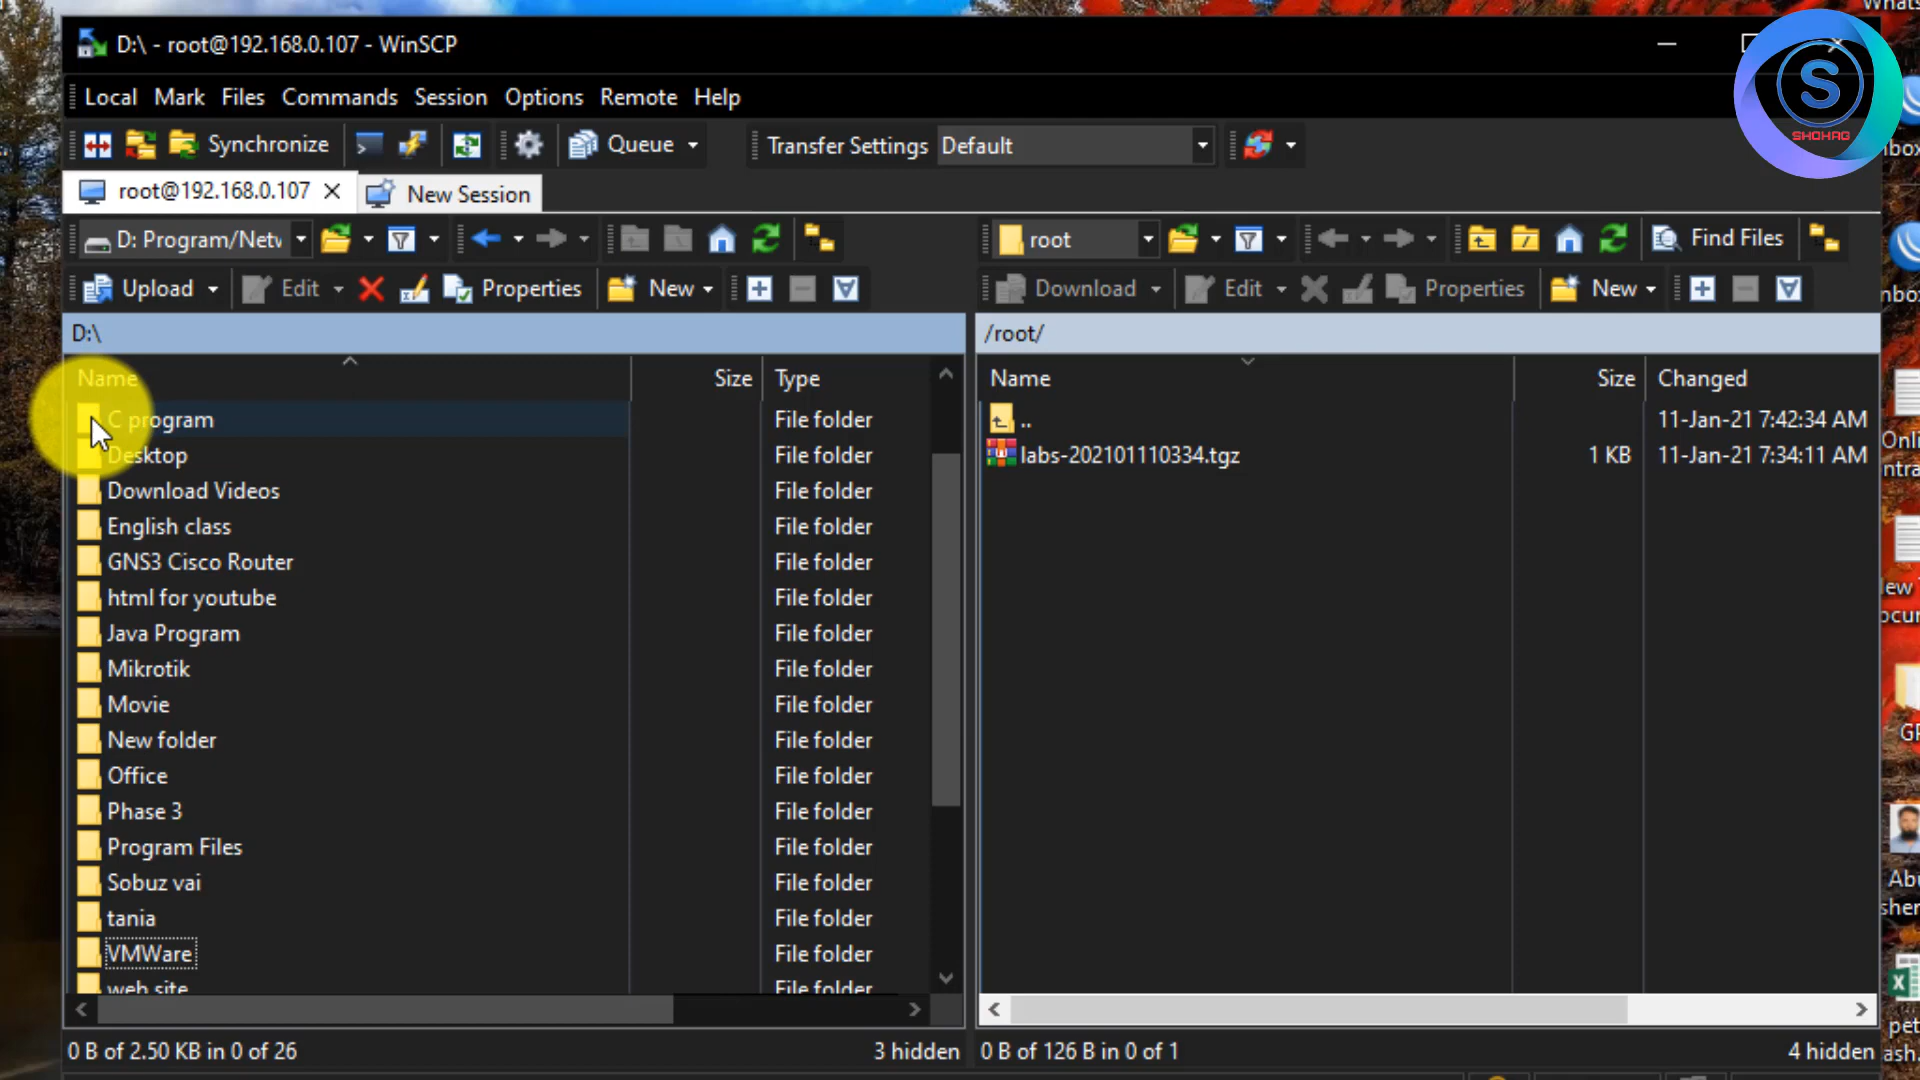 D:\ - root@192.168.0.107 - WinSCP
Local Mark Files Commands Session Options Remote Help
Synchronize Queue Transfer Settings Default
root@192.168.0.107 New Session
D: Program/Netv root Find Files
Upload Edit Properties New Download Edit Properties New
D:\ /root/
Name Size Type Name Size Changed
C program File folder .. 11-Jan-21 7:42:34 AM
Desktop File folder labs-202101110334.tgz 1 KB 11-Jan-21 7:34:11 AM
Download Videos File folder
English class File folder
GNS3 Cisco Router File folder
html for youtube File folder
Java Program File folder
Mikrotik File folder
Movie File folder
New folder File folder
Office File folder
Phase 3 File folder
Program Files File folder
Sobuz vai File folder
tania File folder
VMWare File folder
web site File folder
0 B of 2.50 KB in 0 of 26 3 hidden 0 B of 126 B in 0 of 1 4 hidden
S
SHOHAG